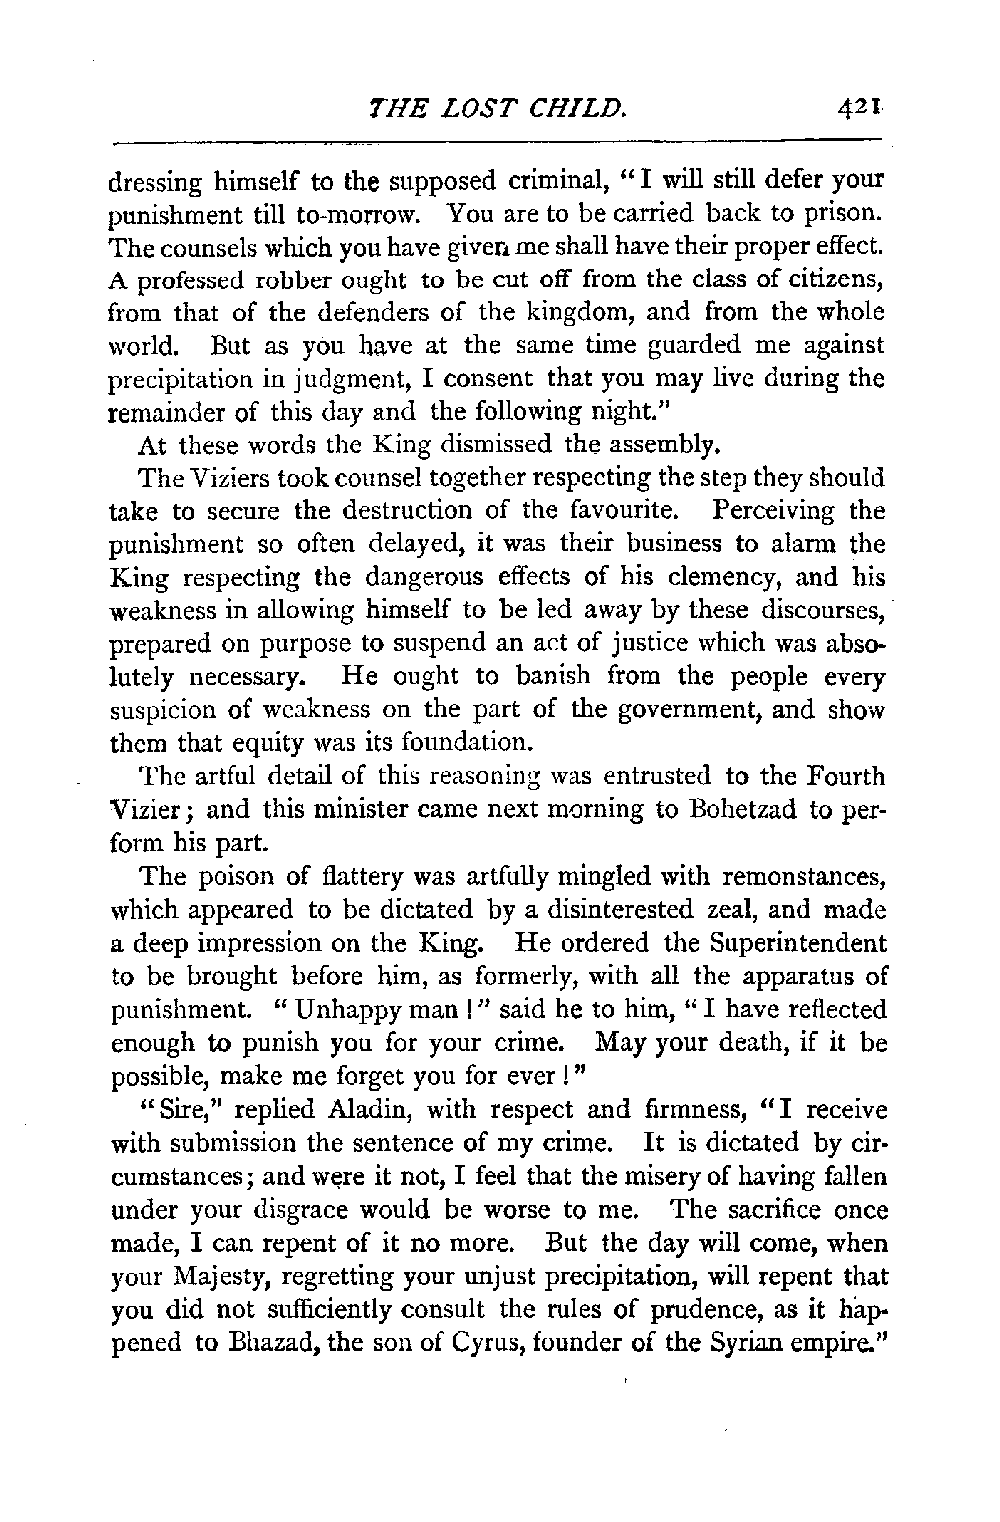 THE LOST CHILD. 421
dressing himself to the supposed criminal, “I will still defer your
punishment till to-morrow. You are to be carried back to prison.
The counsels which you have given me shall have their proper effect.
A professed robber ought to be cut off from the class of citizens,
from that of the defenders of the kingdom, and from the whole
world. But as you have at the same time guarded me against
precipitation in judgment, I consent that you may live during the
remainder of this day and the following night.”
At these words the King dismissed the assembly.
The Viziers took counsel together respecting the step they should
take to secure the destruction of the favourite. Perceiving the
punishment so often delayed, it was their business to alarm the
King respecting the dangerous effects of his clemency, and his
weakness in allowing himself to be led away by these discourses,
prepared on purpose to suspend an act of justice which was abso-
lutely necessary. He ought to banish from the people every
suspicion of weakness on the part of the government, and show
them that equity was its foundation.
The artful detail of this reasoning was entrusted to the Fourth
Vizier; and this minister came next morning to Bohetzad to per-
form his part.
The poison of flattery was artfully mingled with remonstances,
which appeared to be dictated by a disinterested zeal, and made
a deep impression on the King. He ordered the Superintendent
to be brought before him, as formerly, with all the apparatus of
punishment. “Unhappy man!” said he to him, “I have reflected
enough to punish you for your crime. May your death, if it be
possible, make me forget you for ever!”
“Sire,” replied Aladin, with respect and firmness, “I receive
with submission the sentence of my crime. It is dictated by cir-
cumstances; and were it not, I feel that the misery of having fallen
under your disgrace would be worse to me. The sacrifice once
made, I can repent of it no more. But the day will come, when
your Majesty, regretting your unjust precipitation, will repent that
you did not sufficiently consult the rules of prudence, as it hap-
pened to Bhazad, the son of Cyrus, founder of the Syrian empire.”